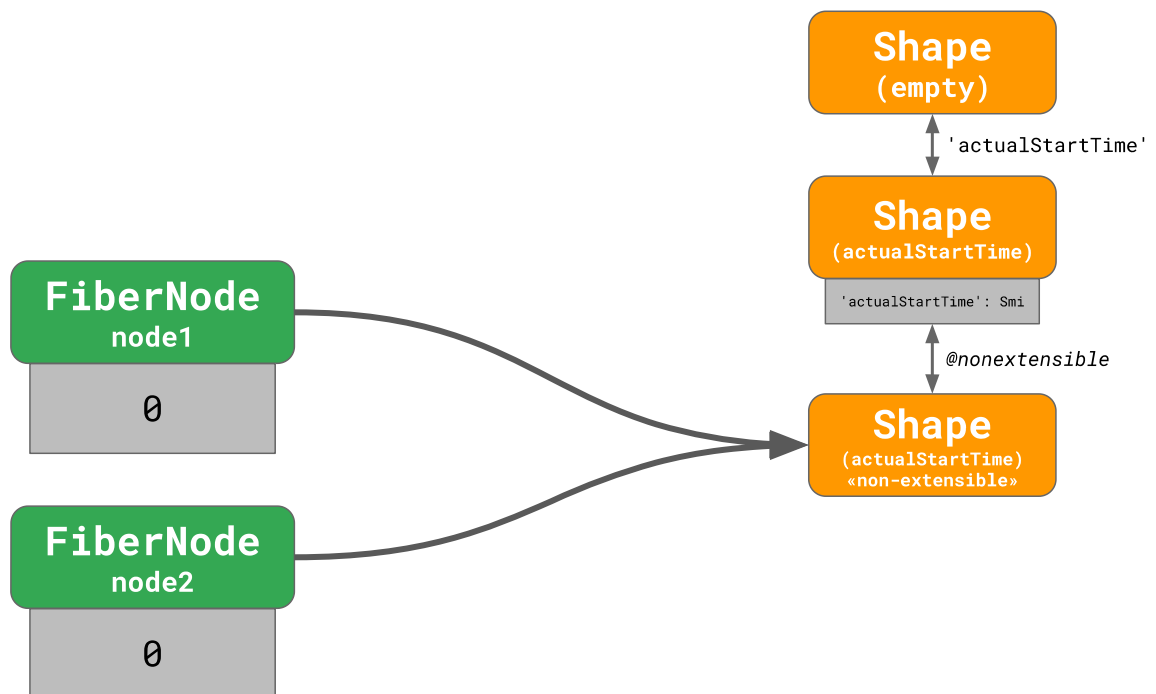 Shape
(empty)
'actualStartTime'
Shape
(actualStartTime)
'actualStartTime': Smi
@nonextensible
Shape
(actualStartTime)
«non-extensible»
FiberNode
node1
0
FiberNode
node2
0